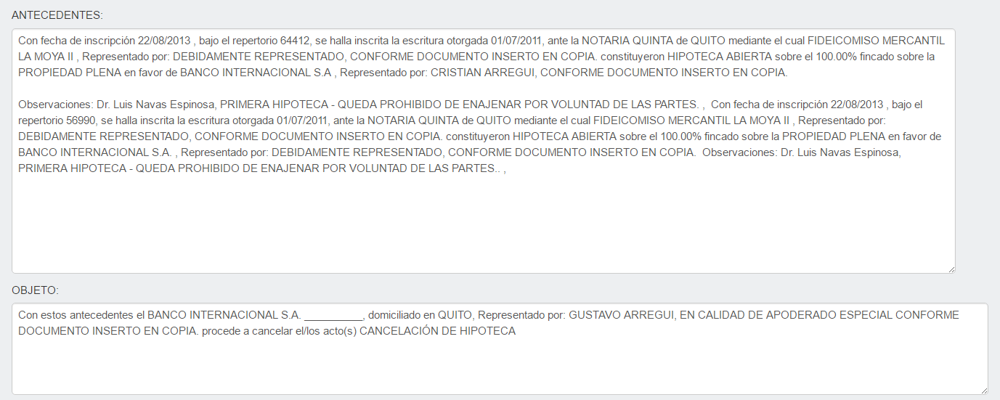 ANTECEDENTES:
Con fecha de inscripción 22/08/2013 , bajo el repertorio 64412, se halla inscrita la escritura otorgada 01/07/2011, ante la NOTARIA QUINTA de QUITO mediante el cual FIDEICOMISO MERCANTIL
LA MOYA II , Representado por: DEBIDAMENTE REPRESENTADO, CONFORME DOCUMENTO INSERTO EN COPIA. constituyeron HIPOTECA ABIERTA sobre el 100.00% fincado sobre la
PROPIEDAD PLENA en favor de BANCO INTERNACIONAL S.A , Representado por: CRISTIAN ARREGUI, CONFORME DOCUMENTO INSERTO EN COPIA.
Observaciones: Dr. Luis Navas Espinosa, PRIMERA HIPOTECA - QUEDA PROHIBIDO DE ENAJENAR POR VOLUNTAD DE LAS PARTES. ,  Con fecha de inscripción 22/08/2013 , bajo el
repertorio 56990, se halla inscrita la escritura otorgada 01/07/2011, ante la NOTARIA QUINTA de QUITO mediante el cual FIDEICOMISO MERCANTIL LA MOYA II , Representado por:
DEBIDAMENTE REPRESENTADO, CONFORME DOCUMENTO INSERTO EN COPIA. constituyeron HIPOTECA ABIERTA sobre el 100.00% fincado sobre la PROPIEDAD PLENA en favor de
BANCO INTERNACIONAL S.A. , Representado por: DEBIDAMENTE REPRESENTADO, CONFORME DOCUMENTO INSERTO EN COPIA.  Observaciones: Dr. Luis Navas Espinosa,
PRIMERA HIPOTECA - QUEDA PROHIBIDO DE ENAJENAR POR VOLUNTAD DE LAS PARTES.. ,
OBJETO:
Con estos antecedentes el BANCO INTERNACIONAL S.A. __________, domiciliado en QUITO, Representado por: GUSTAVO ARREGUI, EN CALIDAD DE APODERADO ESPECIAL CONFORME
DOCUMENTO INSERTO EN COPIA. procede a cancelar el/los acto(s) CANCELACIÓN DE HIPOTECA